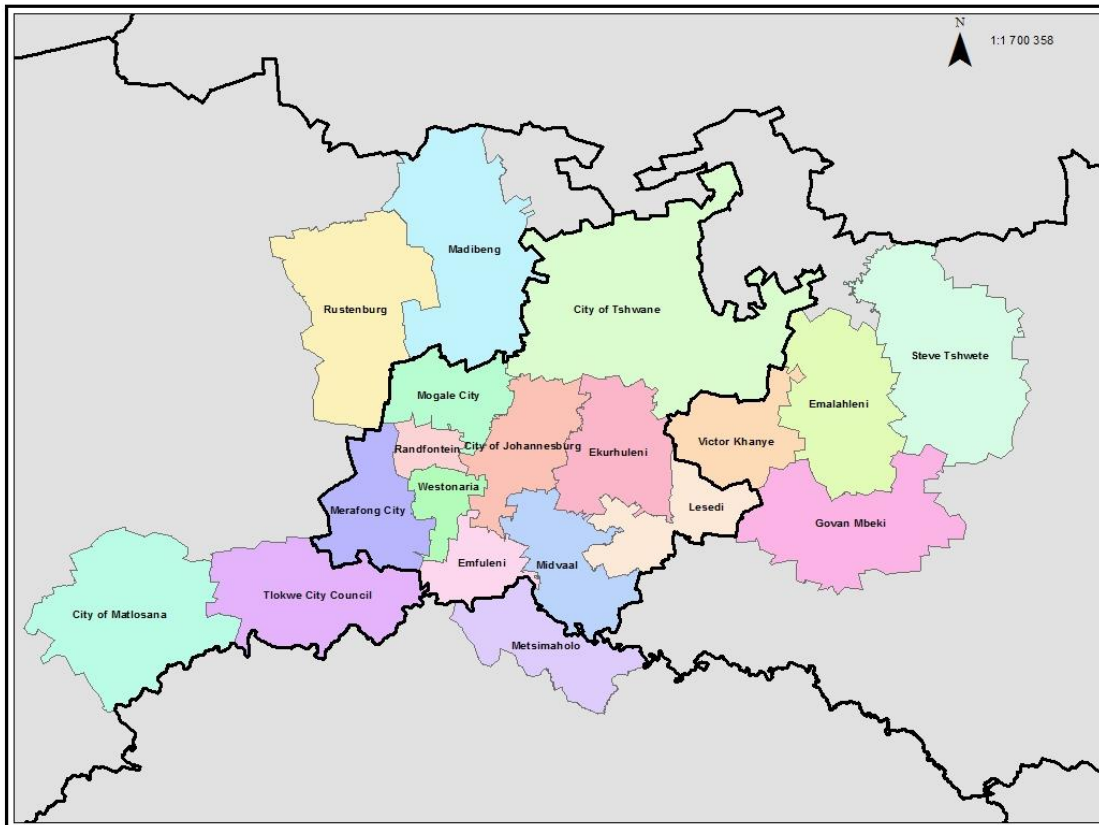 N
1:1 700 358
Madibeng
Rustenburg
City of Tshwane
Steve Tshwete
Mogale City
Emalahleni
Randfontein
City of Johannesburg
Victor Khanye
Ekurhuleni
Westonaria
Merafong City
Lesedi
Govan Mbeki
Emfuleni
Midvaal
Tlokwe City Council
City of Matlosana
Metsimaholo